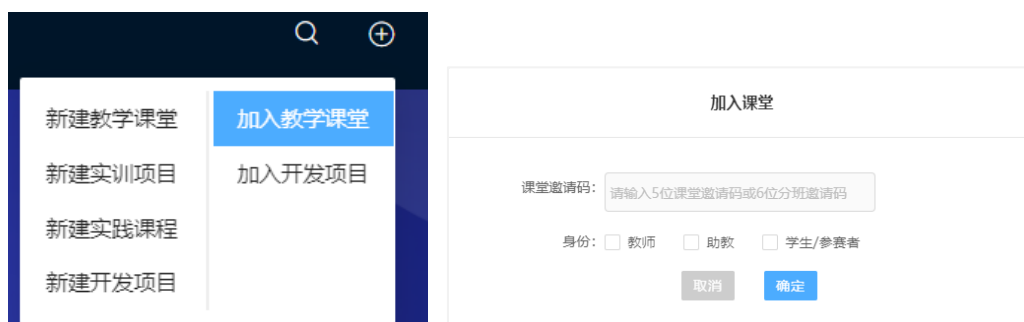 新建教学课堂
加入教学课堂
新建实训项目
加入开发项目
新建实践课程
新建开发项目
加入课堂
课堂邀请码：
请输入5位课堂邀请码或6位分班邀请码
身份：
教师
助教
学生/参赛者
取消
确定